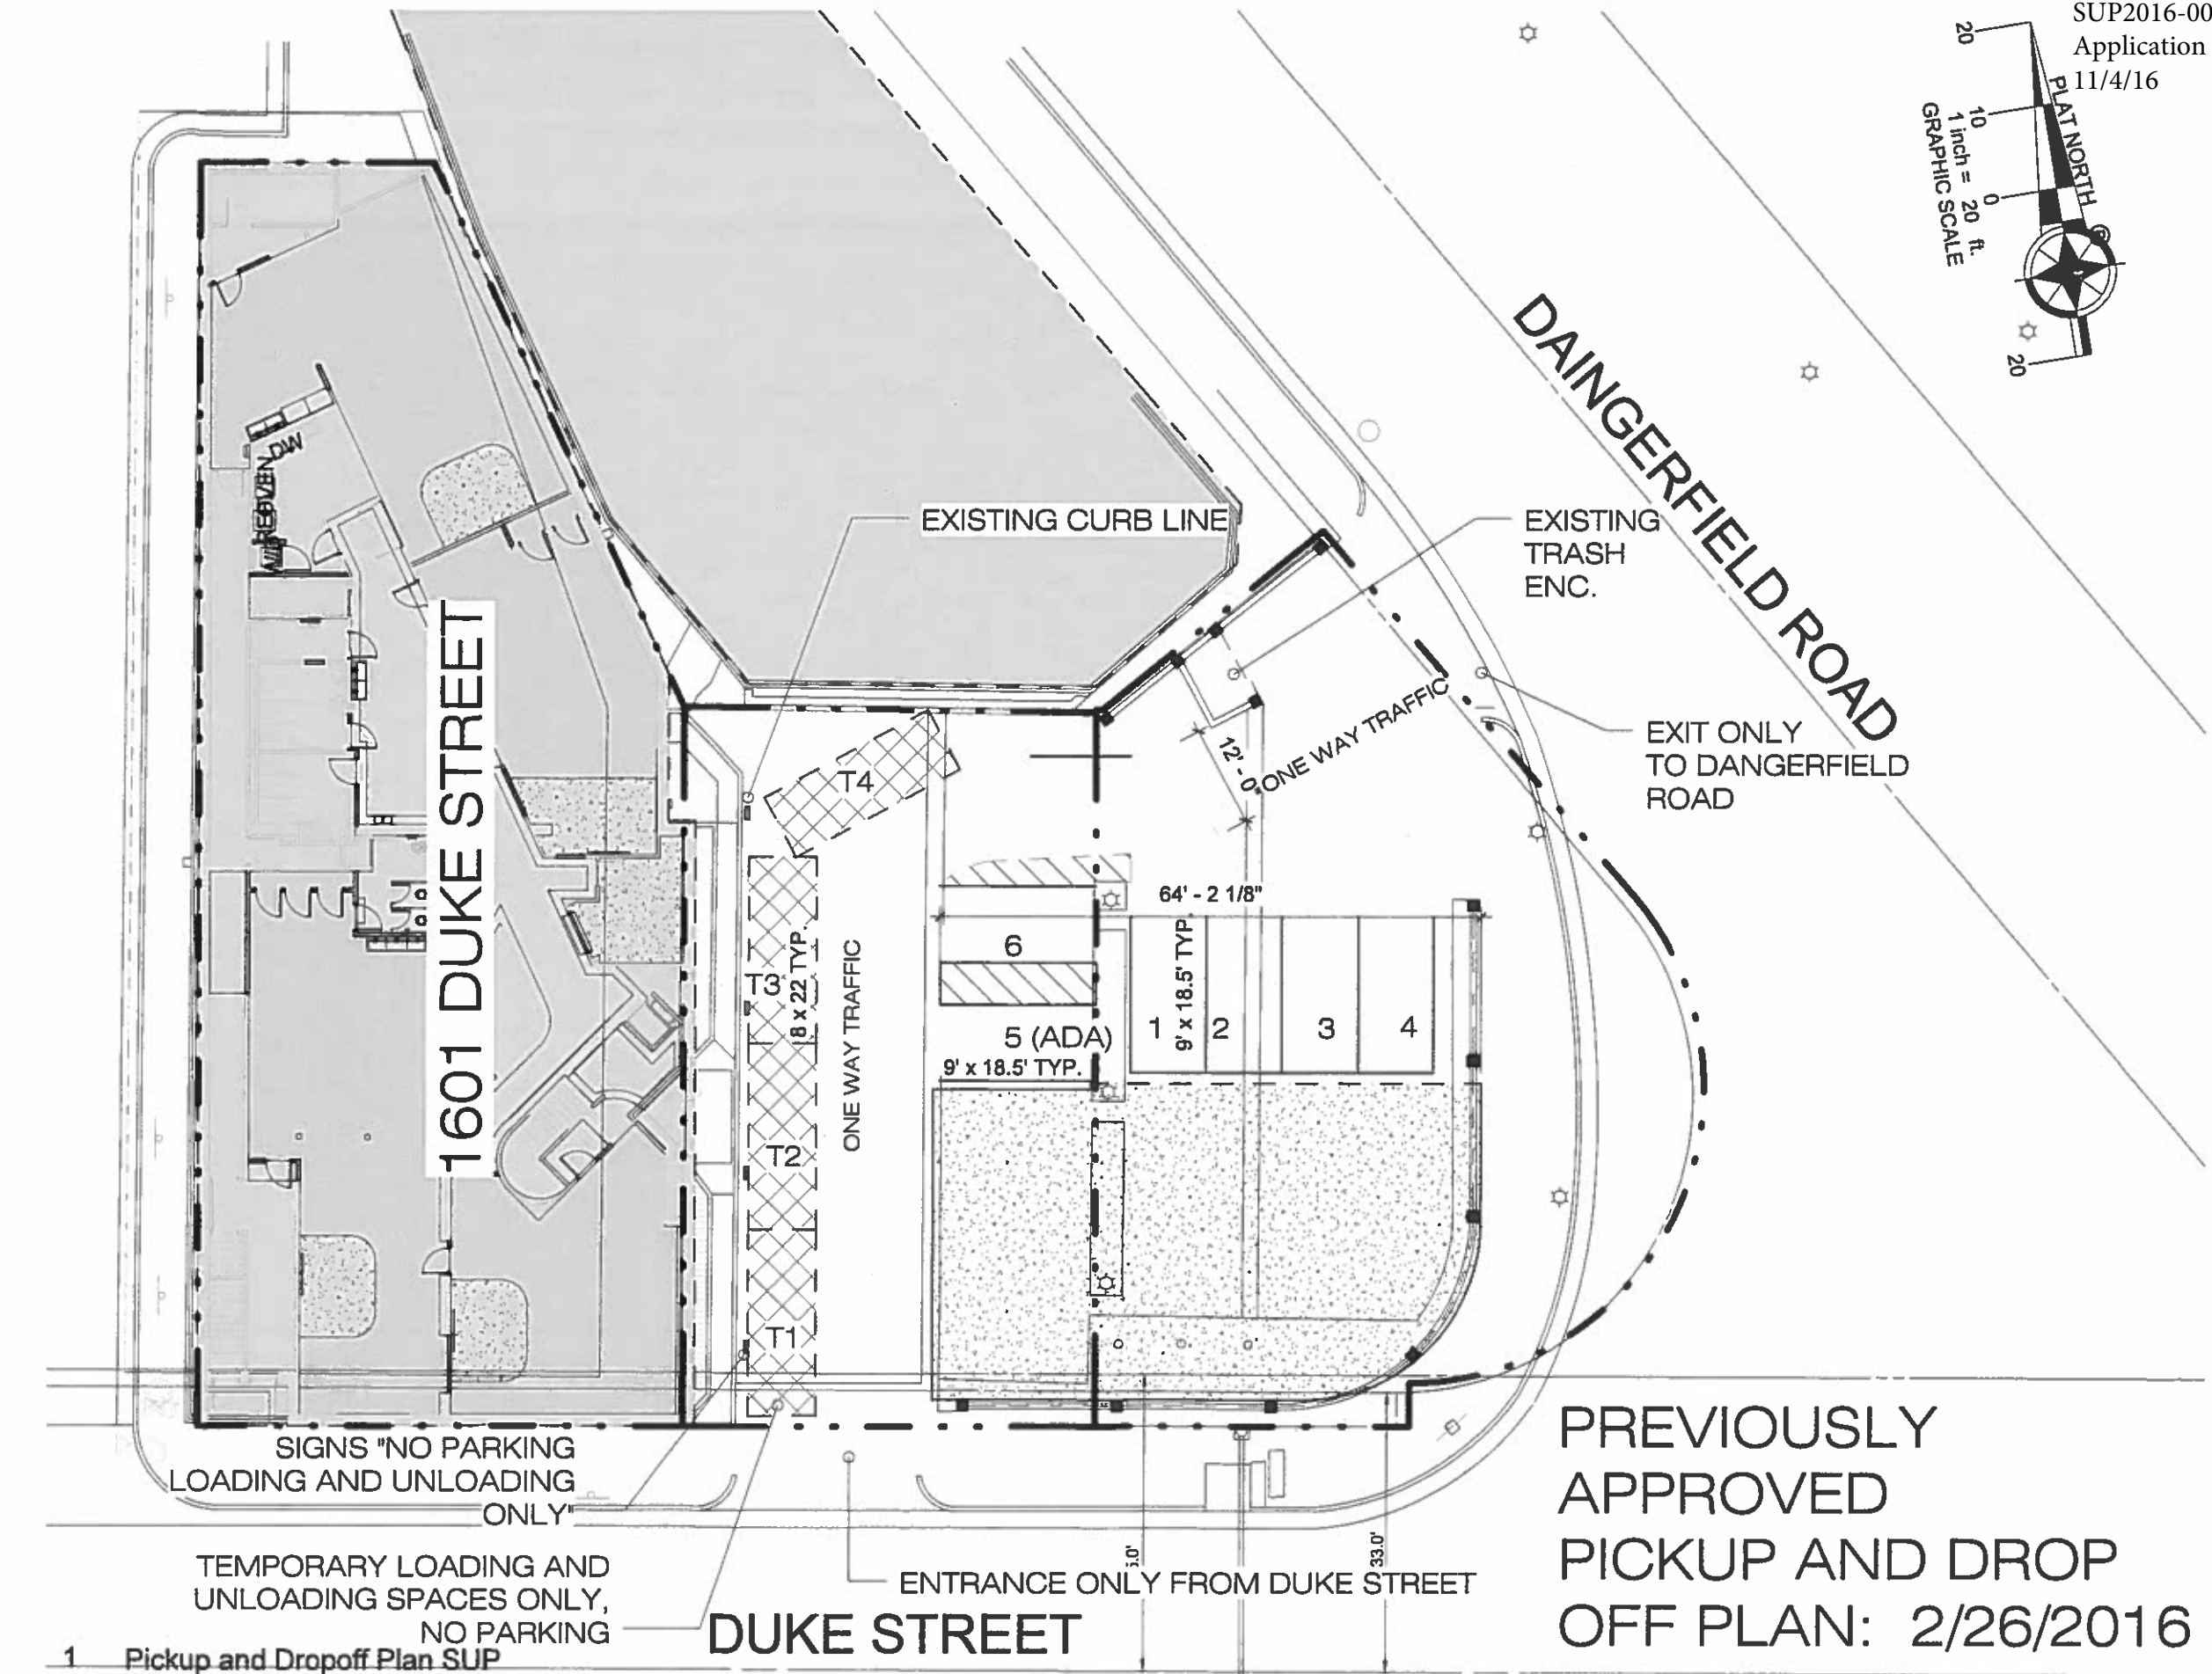 SUP2016-00
Application
11/4/16
20
10
0
20
PLAT NORTH
1 inch = 20 ft.
GRAPHIC SCALE
DAINGERFIELD ROAD
DW
EXISTING CURB LINE
EXISTING
TRASH
ENC.
1601 DUKE STREET
ONE WAY TRAFFIC
12' - 0"
EXIT ONLY
TO DANGERFIELD
ROAD
T4
64' - 2 1/8"
6
T3
8 x 22 TYP.
ONE WAY TRAFFIC
5 (ADA)
9' x 18.5' TYP.
1
9' x 18.5' TYP.
2
3
4
T2
T1
SIGNS "NO PARKING
LOADING AND UNLOADING
ONLY"
TEMPORARY LOADING AND
UNLOADING SPACES ONLY,
NO PARKING
ENTRANCE ONLY FROM DUKE STREET
33.0'
DUKE STREET
PREVIOUSLY
APPROVED
PICKUP AND DROP
OFF PLAN: 2/26/2016
1 Pickup and Dropoff Plan SUP